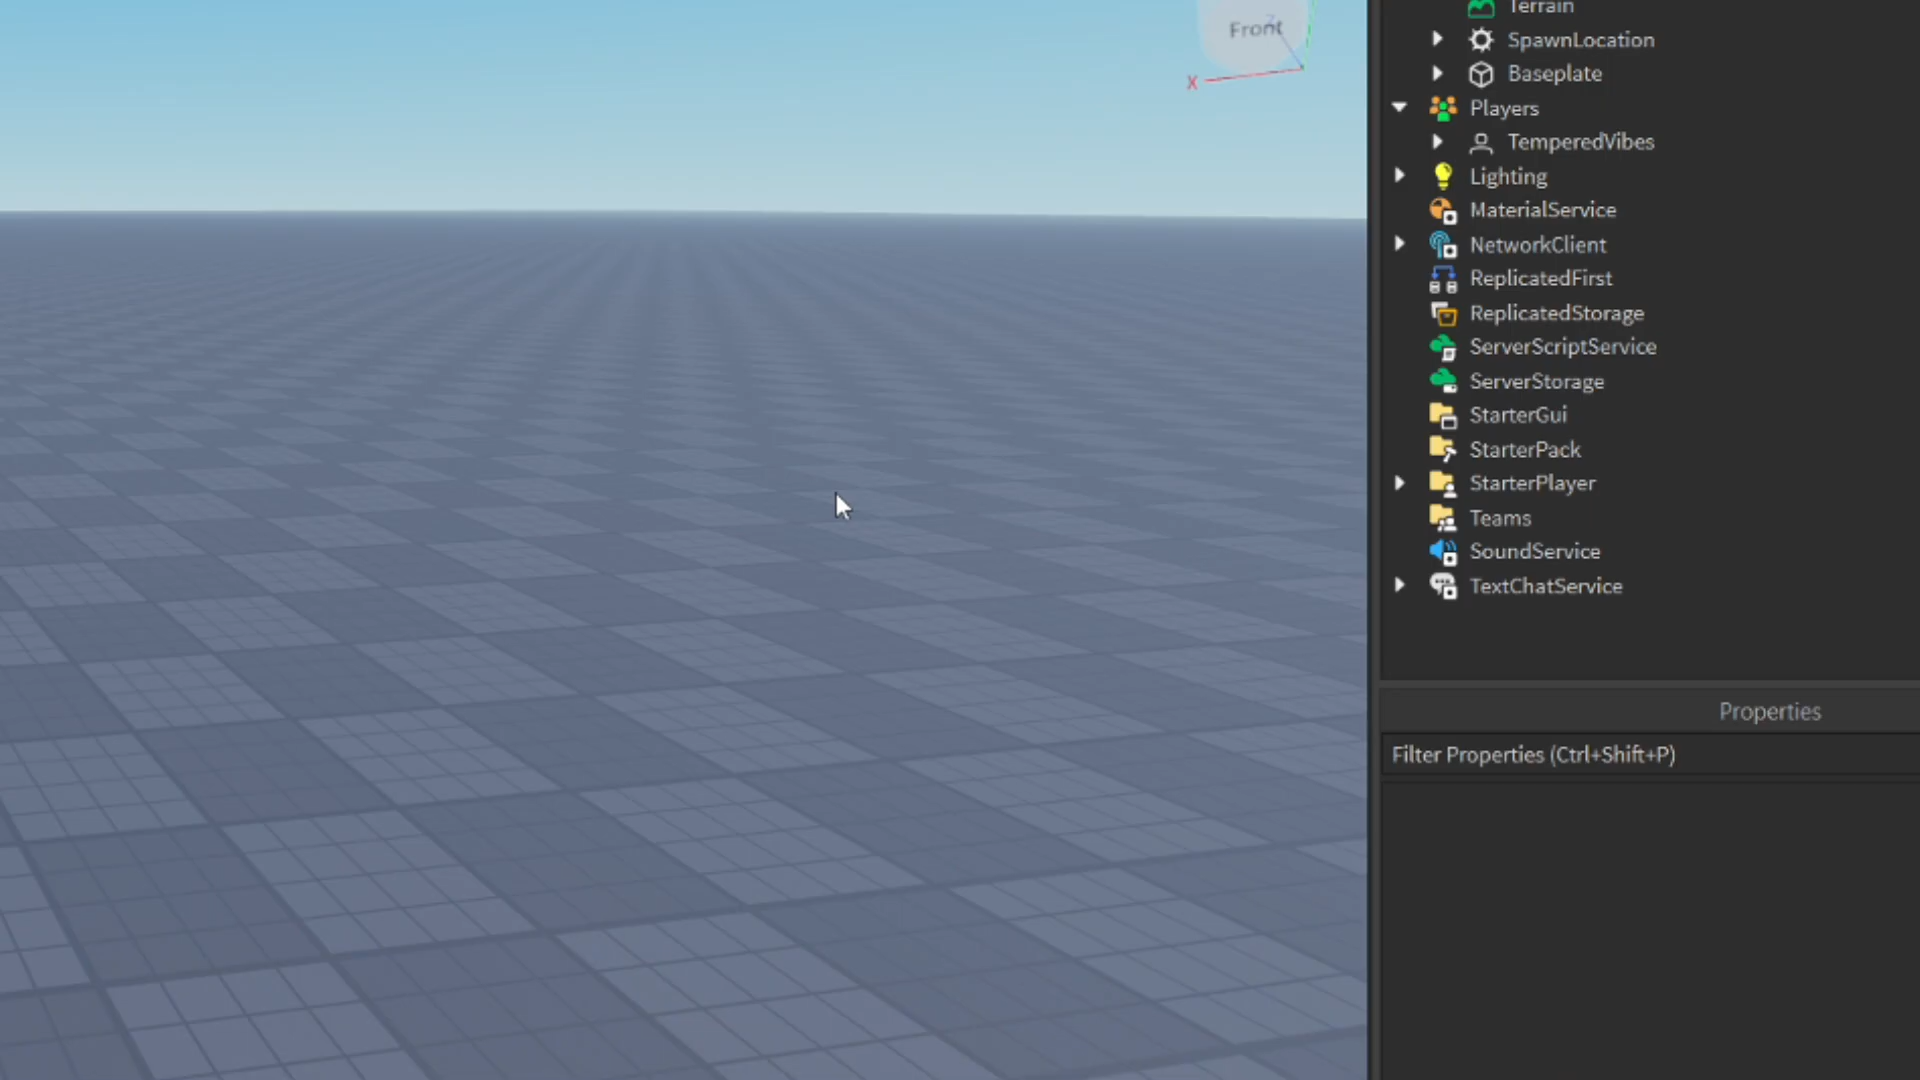 Front
X
Terrain
SpawnLocation
Baseplate
Players
TemperedVibes
Lighting
MaterialService
NetworkClient
ReplicatedFirst
ReplicatedStorage
ServerScriptService
ServerStorage
StarterGui
StarterPack
StarterPlayer
Teams
SoundService
TextChatService
Properties
Filter Properties (Ctrl+Shift+P)